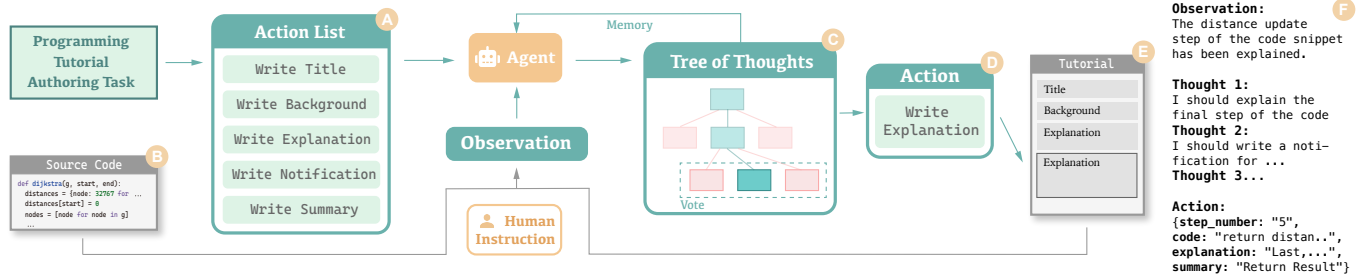 Programming
Tutorial
Authoring Task
A
Action List
Write Title
Write Background
Write Explanation
Write Notification
Write Summary
B
Source Code
def dijkstra(g, start, end):
distances = {node: 32767 for ...
distances[start] = 0
nodes = [node for node in g]
...
Memory
Agent
Observation
Human
Instruction
C
Tree of Thoughts
Vote
D
Action
Write
Explanation
E
Tutorial
Title
Background
Explanation
Explanation
F
Observation:
The distance update
step of the code snippet
has been explained.
Thought 1:
I should explain the
final step of the code
Thought 2:
I should write a noti-
fication for ...
Thought 3...
Action:
{step_number: "5",
code: "return distan..",
explanation: "Last,...",
summary: "Return Result"}